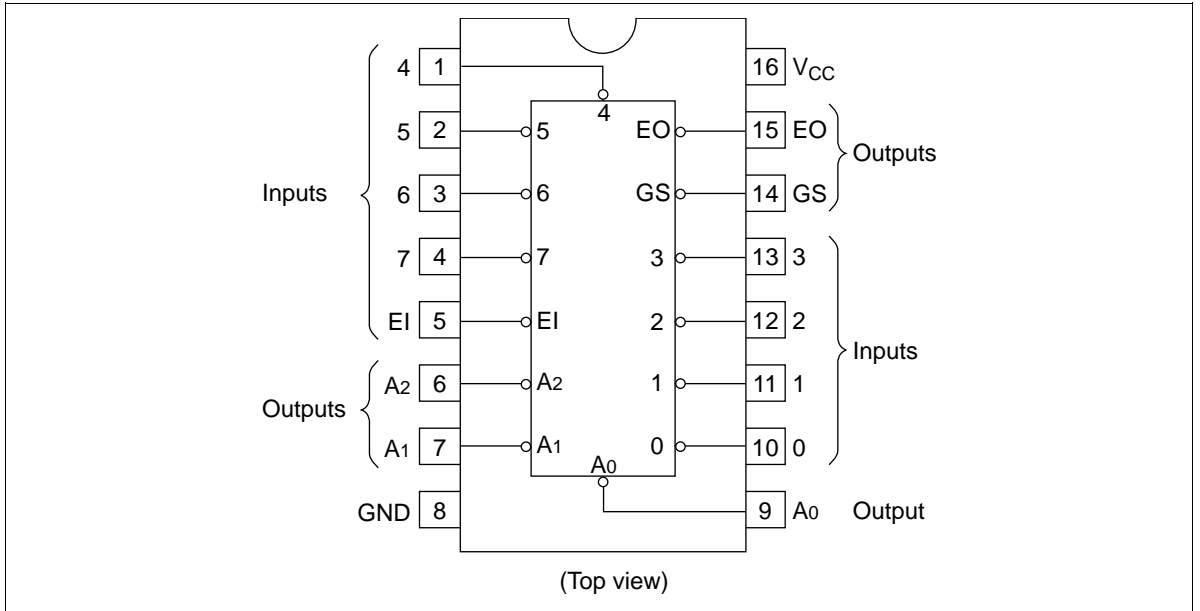 4 1 16 VCC
4
5 2 5 EO 15 EO
Outputs
6 3 6 GS 14 GS
Inputs
7 4 7 3 13 3
EI 5 EI 2 12 2
Inputs
A2 6 A2 1 11 1
Outputs
A1 7 A1 0 10 0
A0
GND 8 9 A0 Output
(Top view)